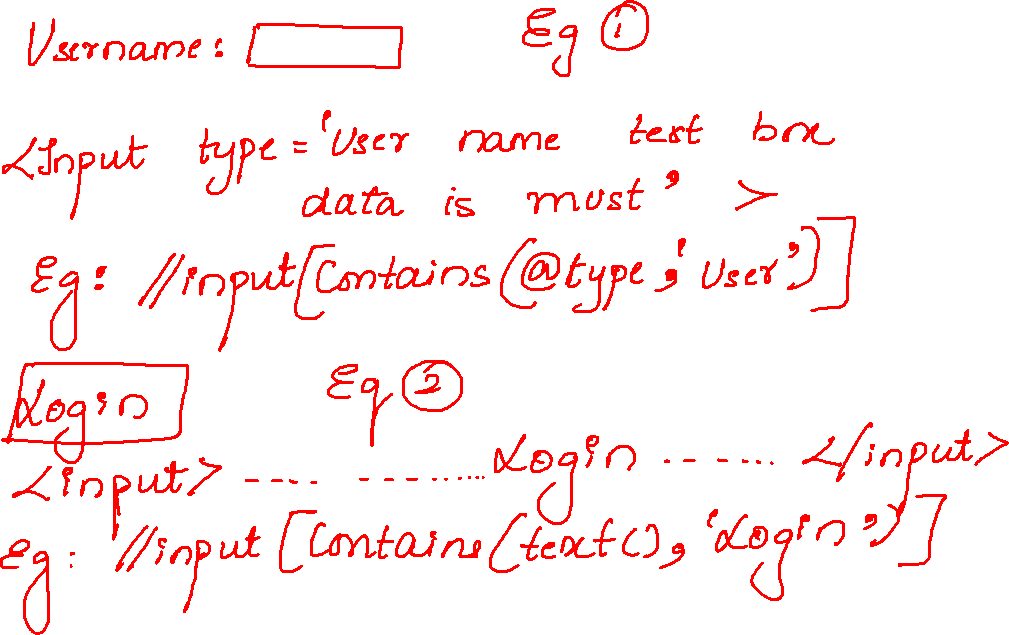 Username: Eg ①
<Input type='User name text box
data is must' >
Eg: //input[Contains(@type,'User')]
Login Eg ②
<input> .... ........ Login ...... </input>
Eg: //input [Contains(text(), 'Login')]